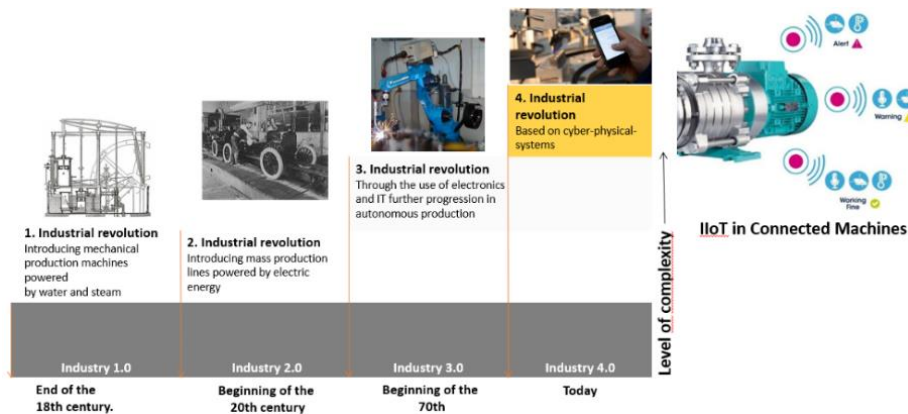 1. Industrial revolution
Introducing mechanical
production machines
powered
by water and steam
2. Industrial revolution
Introducing mass production
lines powered by electric
energy
3. Industrial revolution
Through the use of electronics
and IT further progression in
autonomous production
4. Industrial
revolution
Based on cyber-physical-
systems
Level of complexity
Alert
Warning
Working
Fine
IIoT in Connected Machines
Industry 1.0
Industry 2.0
Industry 3.0
Industry 4.0
End of the
18th century.
Beginning of the
20th century
Beginning of the
70th
Today